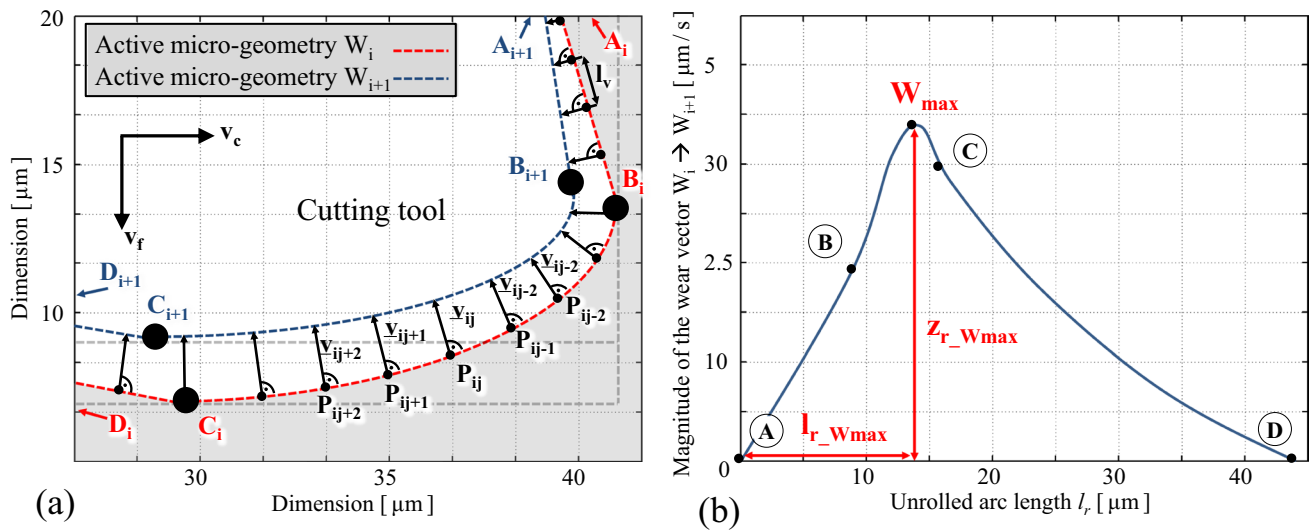 Active micro-geometry Wi
Active micro-geometry Wi+1
20
15
10
Dimension [ µm ]
30
35
40
Dimension [ µm ]
(a)
Ai+1
Ai
lv
Bi+1
Bi
vc
vf
Cutting tool
Di+1
Ci+1
Di
Ci
vij-2
vij-2
vij
vij+1
vij+2
Pij-2
Pij-1
Pij
Pij+1
Pij+2
Magnitude of the wear vector Wi → Wi+1 [ µm / s ]
5
30
2.5
10
0
Wmax
C
B
zr_Wmax
A
lr_Wmax
D
0
10
20
30
40
Unrolled arc length lr [ µm ]
(b)